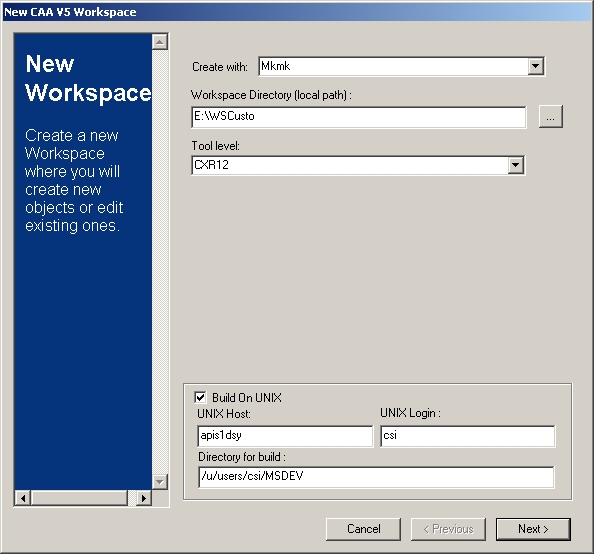 New CAA V5 Workspace
New
Workspace
Create a new
Workspace
where you will
create new
objects or edit
existing ones.
Create with: Mkmk
Workspace Directory (local path) :
E:\WSCusto
...
Tool level:
CXR12
Build On UNIX
UNIX Host: UNIX Login :
apis1dsy csi
Directory for build :
/u/users/csi/MSDEV
Cancel < Previous Next >